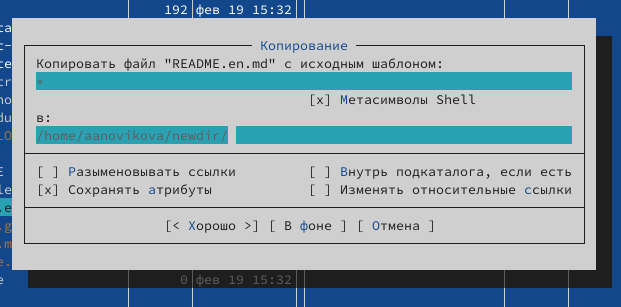 192 фев 19 15:32
Копирование
Копировать файл "README.en.md" с исходным шаблоном:
*
[x] Метасимволы Shell
в:
/home/aanovikova/newdir/
[ ] Разыменовывать ссылки [ ] Внутрь подкаталога, если есть
[x] Сохранять атрибуты [ ] Изменять относительные ссылки
[< Хорошо >] [ В фоне ] [ Отмена ]
0 фев 19 15:32